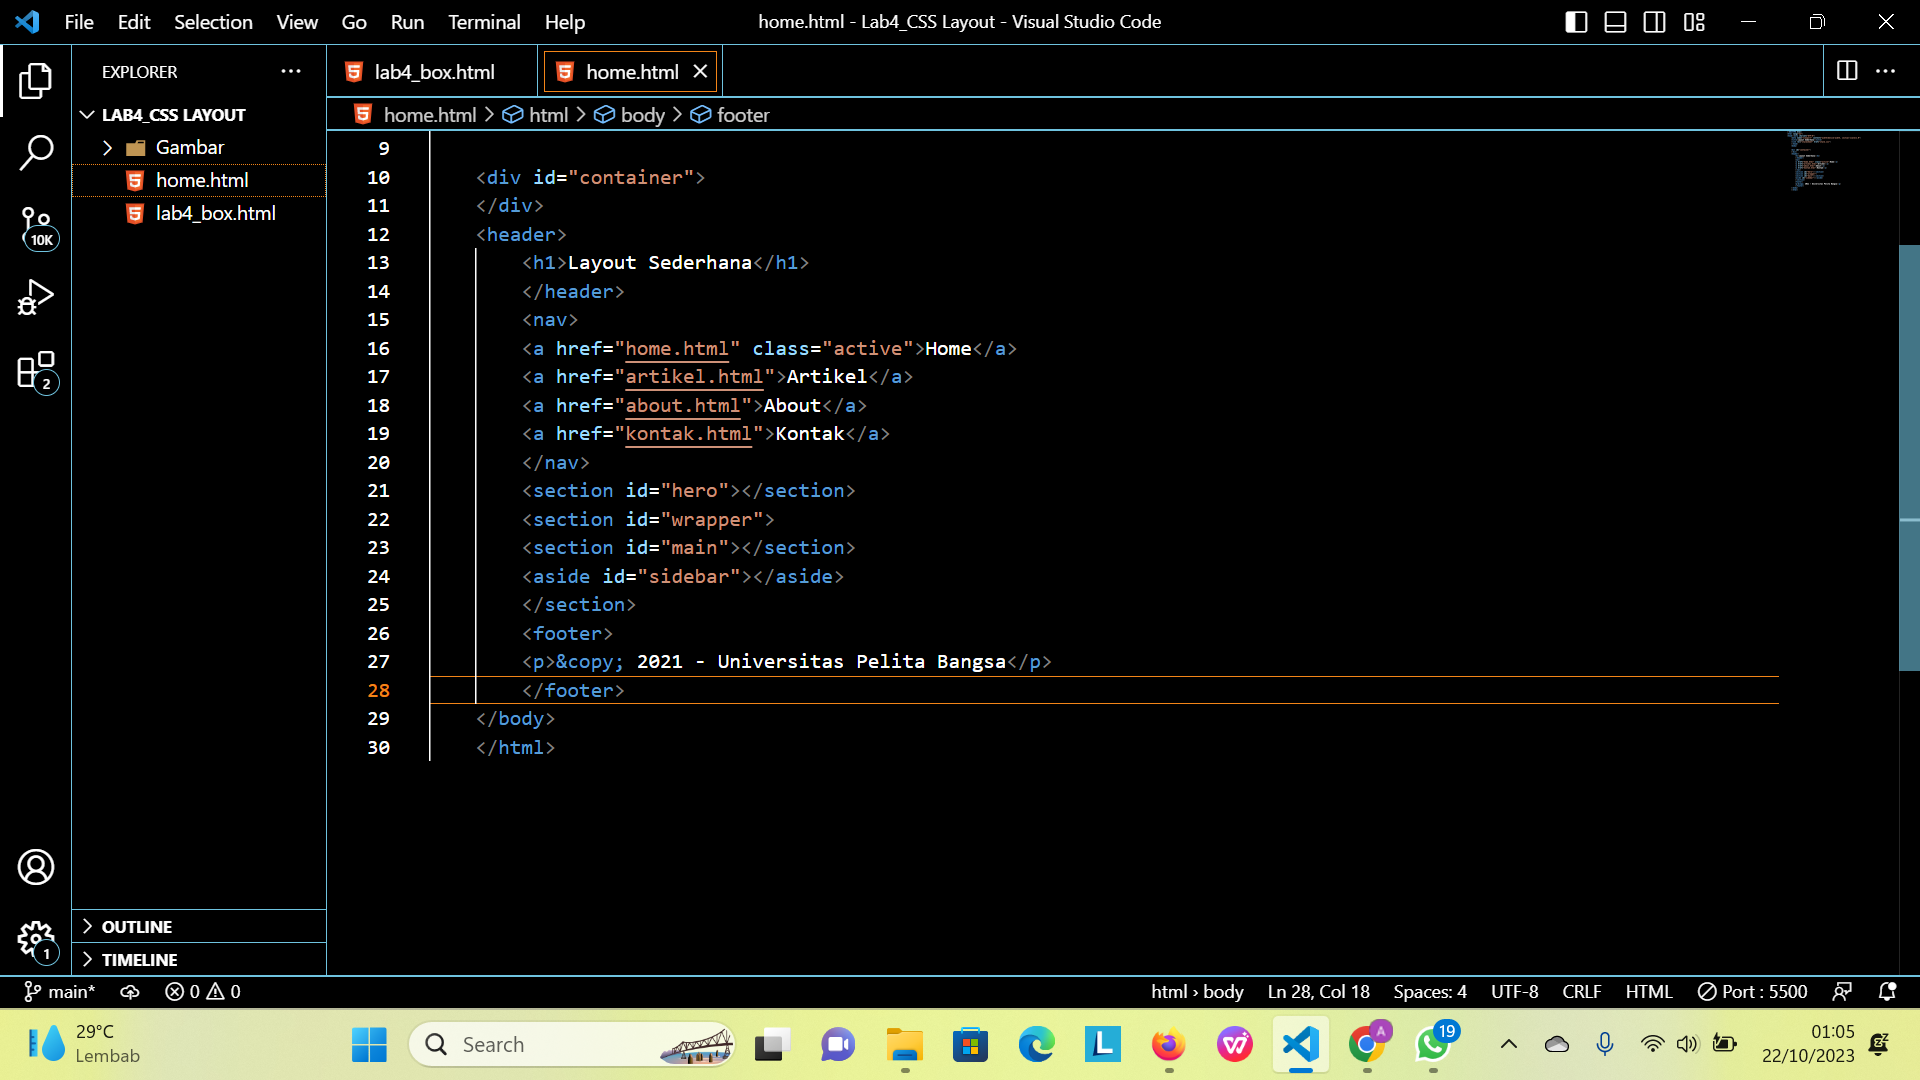 File Edit Selection View Go Run Terminal Help
home.html - Lab4_CSS Layout - Visual Studio Code
EXPLORER
LAB4_CSS LAYOUT
Gambar
home.html
lab4_box.html
10K
2
lab4_box.html
home.html
home.html > html > body > footer
9
10 <div id="container">
11 </div>
12 <header>
13 <h1>Layout Sederhana</h1>
14 </header>
15 <nav>
16 <a href="home.html" class="active">Home</a>
17 <a href="artikel.html">Artikel</a>
18 <a href="about.html">About</a>
19 <a href="kontak.html">Kontak</a>
20 </nav>
21 <section id="hero"></section>
22 <section id="wrapper">
23 <section id="main"></section>
24 <aside id="sidebar"></aside>
25 </section>
26 <footer>
27 <p>&copy; 2021 - Universitas Pelita Bangsa</p>
28 </footer>
29 </body>
30 </html>
OUTLINE
TIMELINE
1
main* 0 0
html › body Ln 28, Col 18 Spaces: 4 UTF-8 CRLF HTML Port : 5500
29°C
Lembab
Search
L
A
19
01:05
22/10/2023